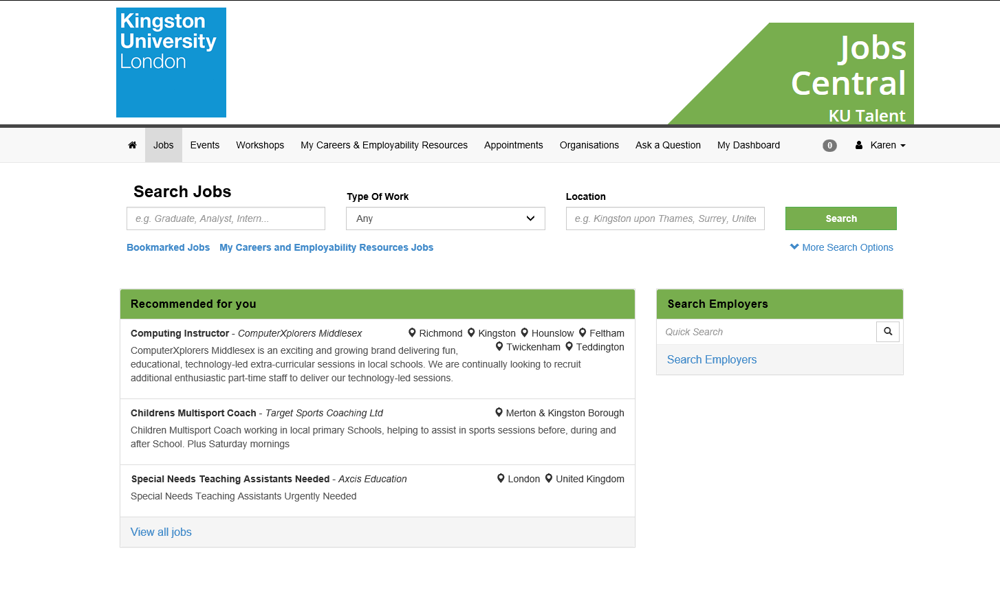 Kingston
University
London
Jobs
Central
KU Talent
Jobs Events Workshops My Careers & Employability Resources Appointments Organisations Ask a Question My Dashboard 0 Karen
Search Jobs
Type Of Work
Location
e.g. Graduate, Analyst, Intern...
Any
e.g. Kingston upon Thames, Surrey, Unite
Search
Bookmarked Jobs My Careers and Employability Resources Jobs
More Search Options
Recommended for you
Computing Instructor - ComputerXplorers Middlesex
Richmond Kingston Hounslow Feltham
Twickenham Teddington
ComputerXplorers Middlesex is an exciting and growing brand delivering fun,
educational, technology-led extra-curricular sessions in local schools. We are continually looking to recruit
additional enthusiastic part-time staff to deliver our technology-led sessions.
Childrens Multisport Coach - Target Sports Coaching Ltd
Merton & Kingston Borough
Children Multisport Coach working in local primary Schools, helping to assist in sports sessions before, during and
after School. Plus Saturday mornings
Special Needs Teaching Assistants Needed - Axcis Education
London United Kingdom
Special Needs Teaching Assistants Urgently Needed
View all jobs
Search Employers
Quick Search
Search Employers